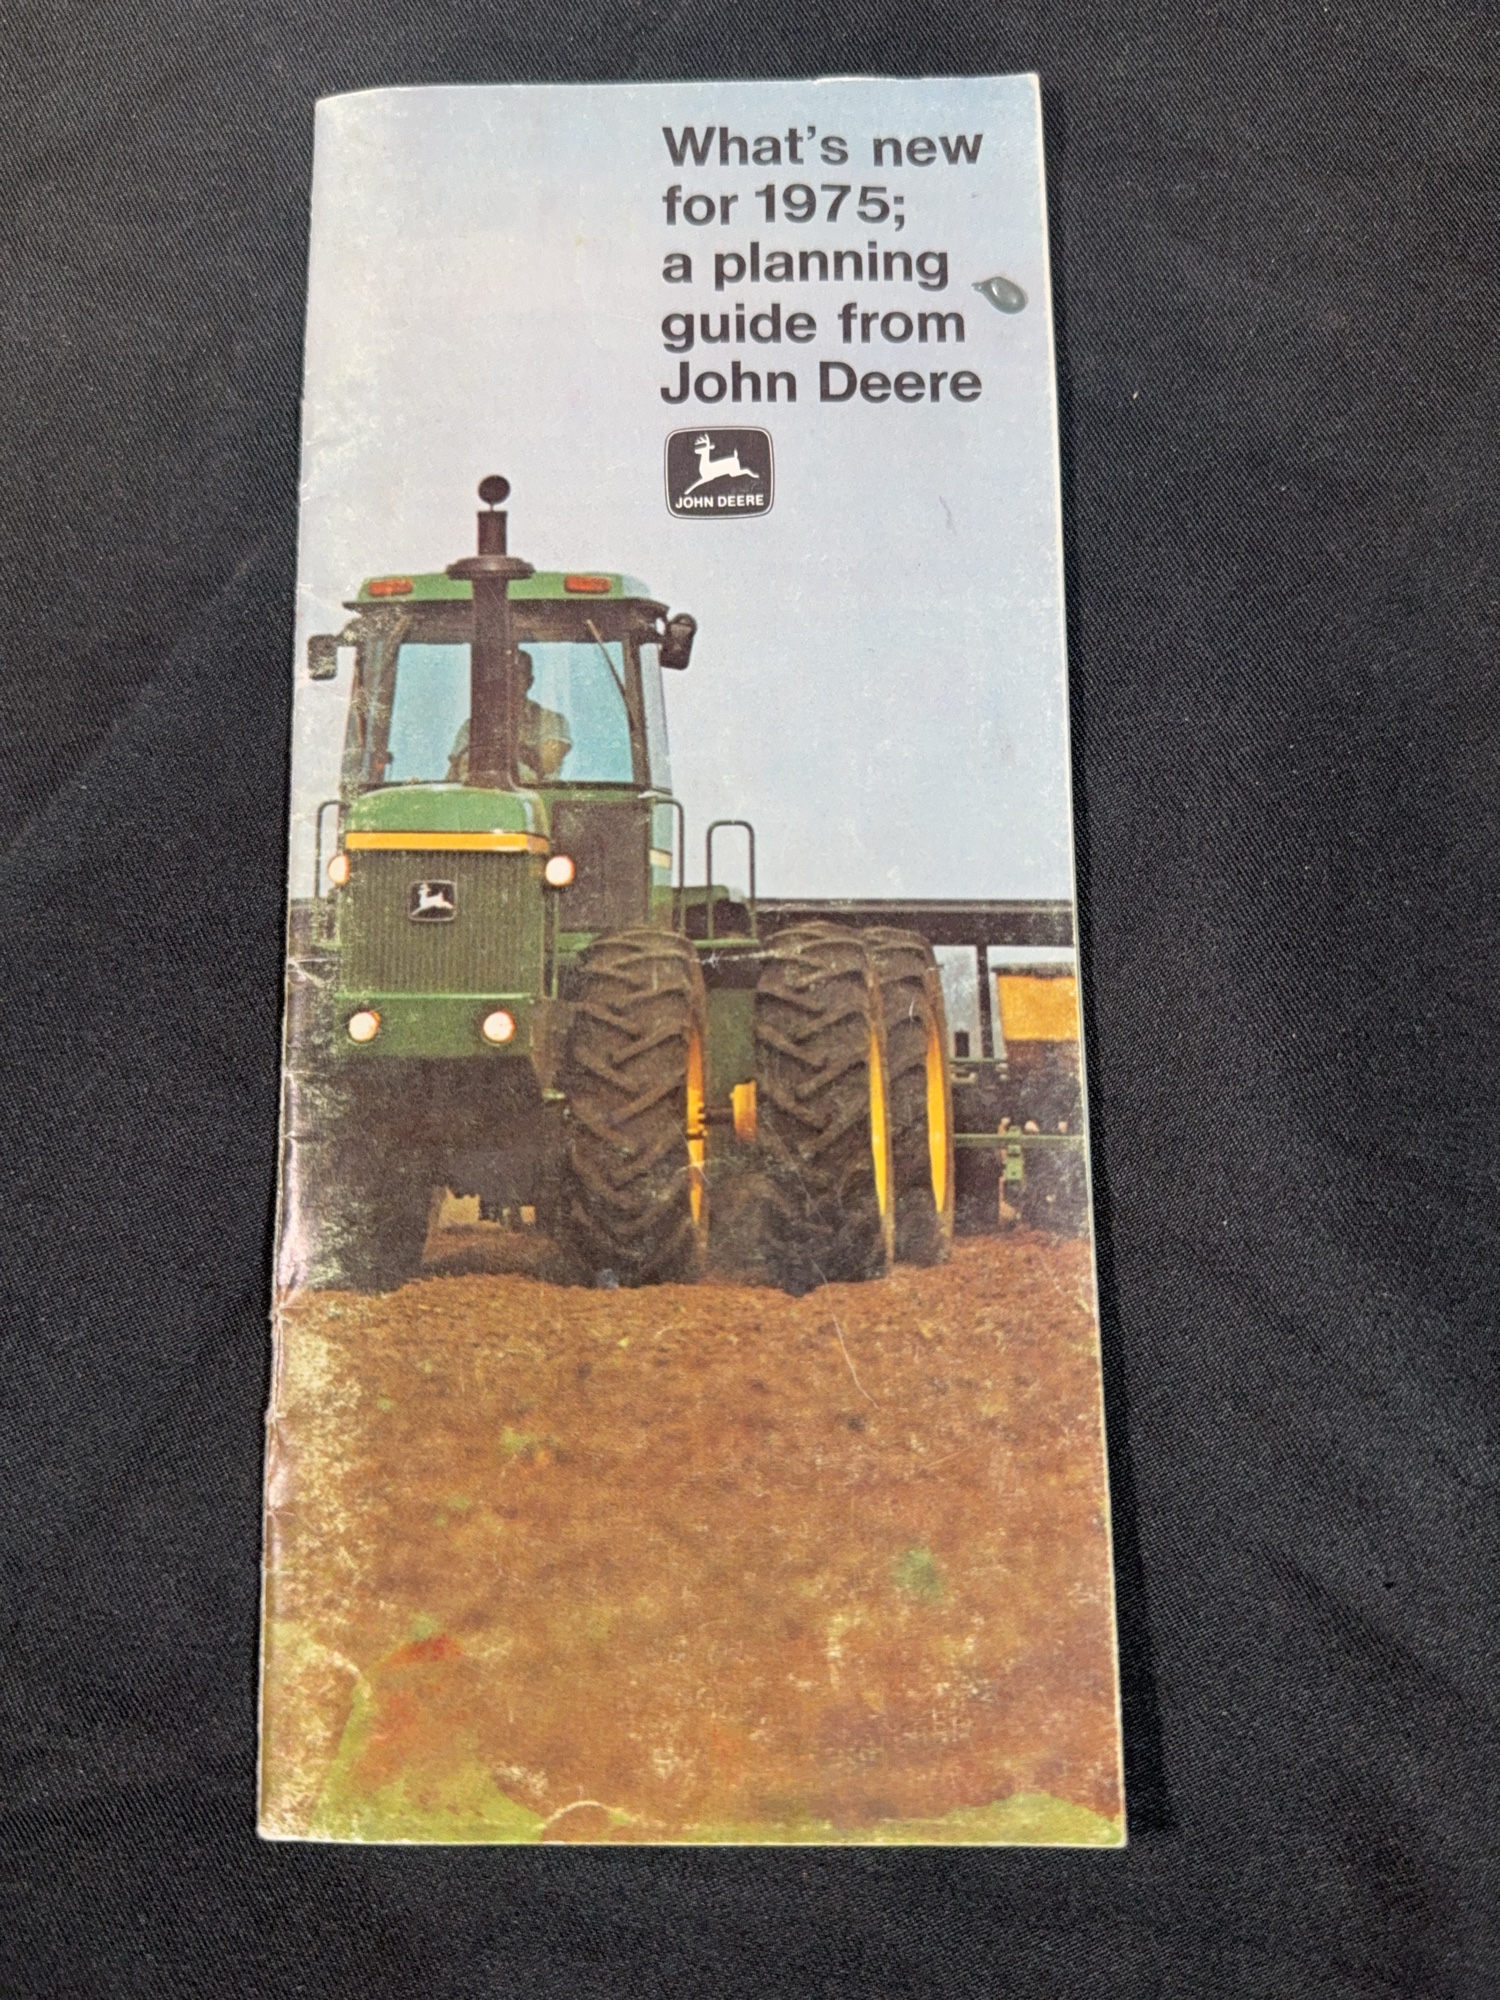 What's new
for 1975;
a planning
guide from
John Deere
JOHN DEERE